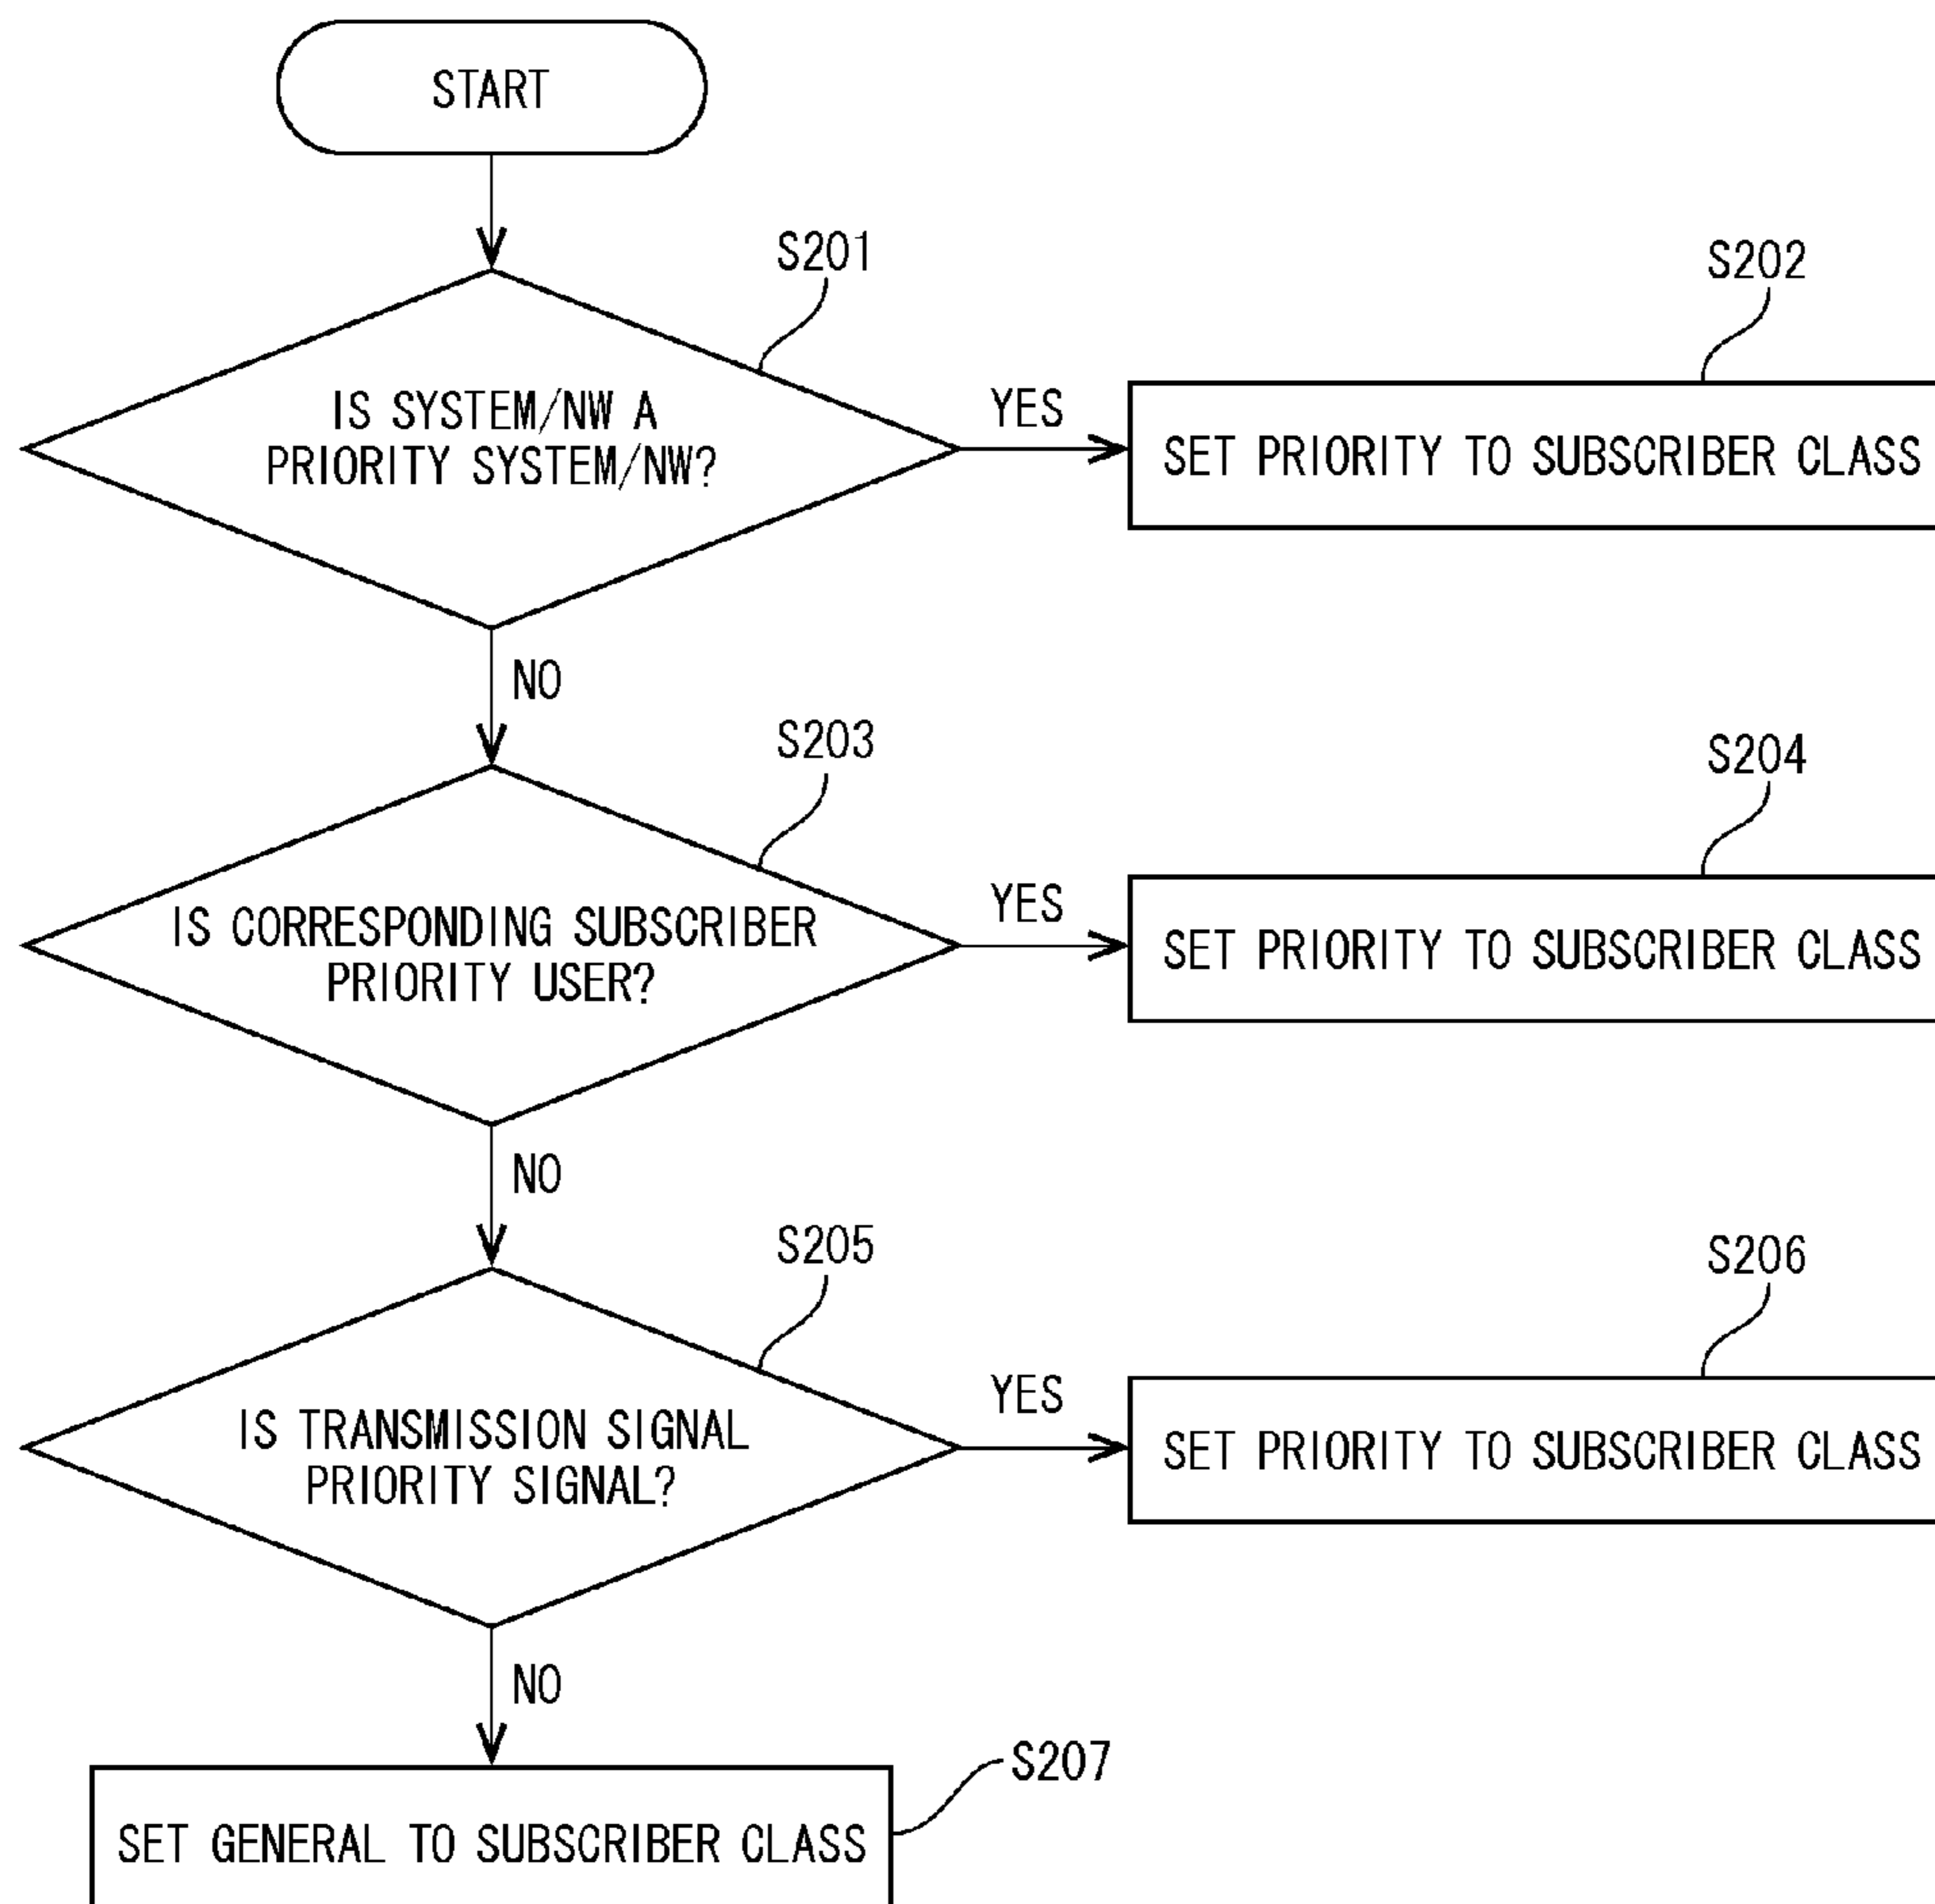 START
S201
S202
IS SYSTEM/NW A
PRIORITY SYSTEM/NW?
YES
SET PRIORITY TO SUBSCRIBER CLASS
NO
S203
S204
IS CORRESPONDING SUBSCRIBER
PRIORITY USER?
YES
SET PRIORITY TO SUBSCRIBER CLASS
NO
S205
S206
IS TRANSMISSION SIGNAL
PRIORITY SIGNAL?
YES
SET PRIORITY TO SUBSCRIBER CLASS
NO
S207
SET GENERAL TO SUBSCRIBER CLASS